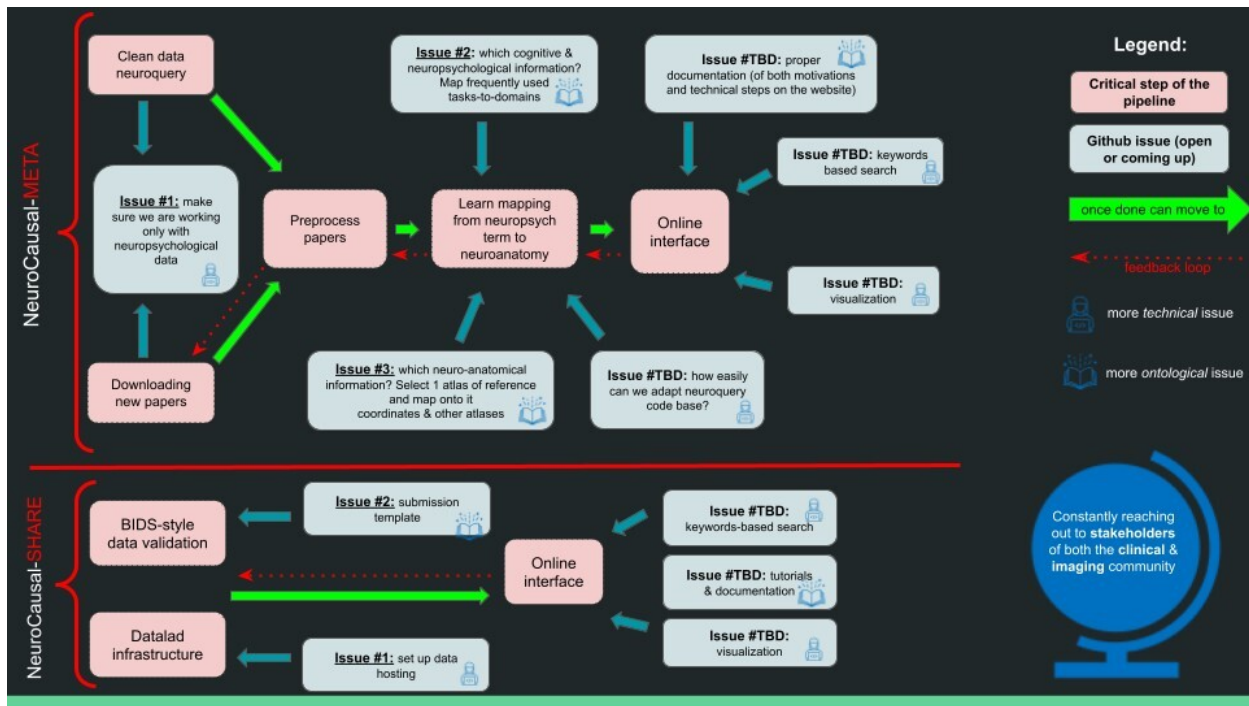 NeuroCausal-META
Clean data
neuroquery
Issue #2: which cognitive &
neuropsychological information?
Map frequently used
tasks-to-domains
Issue #TBD: proper
documentation (of both motivations
and technical steps on the website)
Issue #TBD: keywords
based search
Issue #1: make
sure we are working
only with
neuropsychological
data
Preprocess
papers
Learn mapping
from neuropsych
term to
neuroanatomy
Online
interface
Issue #TBD:
visualization
Downloading
new papers
Issue #3: which neuro-anatomical
information? Select 1 atlas of reference
and map onto it
coordinates & other atlases
Issue #TBD: how easily
can we adapt neuroquery
code base?
Legend:
Critical step of the
pipeline
Github issue (open
or coming up)
once done can move to
feedback loop
more technical issue
more ontological issue
NeuroCausal-SHARE
BIDS-style
data validation
Issue #2: submission
template
Datalad
infrastructure
Issue #1: set up data
hosting
Online
interface
Issue #TBD:
keywords-based search
Issue #TBD: tutorials
& documentation
Issue #TBD:
visualization
Constantly reaching
out to stakeholders
of both the clinical &
imaging community